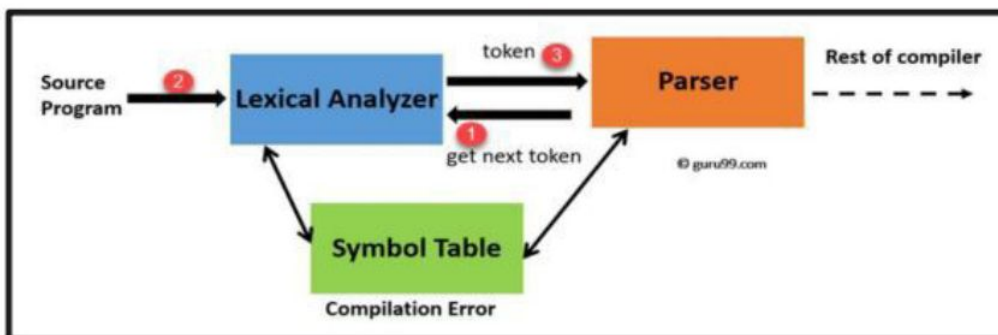 Source
Program
2
Lexical Analyzer
token 3
1
get next token
Parser
Rest of compiler
© guru99.com
Symbol Table
Compilation Error